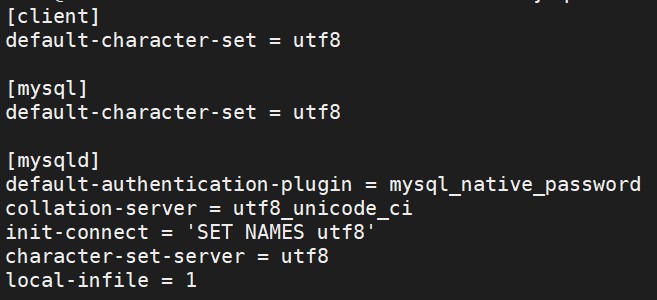 [client]
default-character-set = utf8
[mysql]
default-character-set = utf8
[mysqld]
default-authentication-plugin = mysql_native_password
collation-server = utf8_unicode_ci
init-connect = 'SET NAMES utf8'
character-set-server = utf8
local-infile = 1